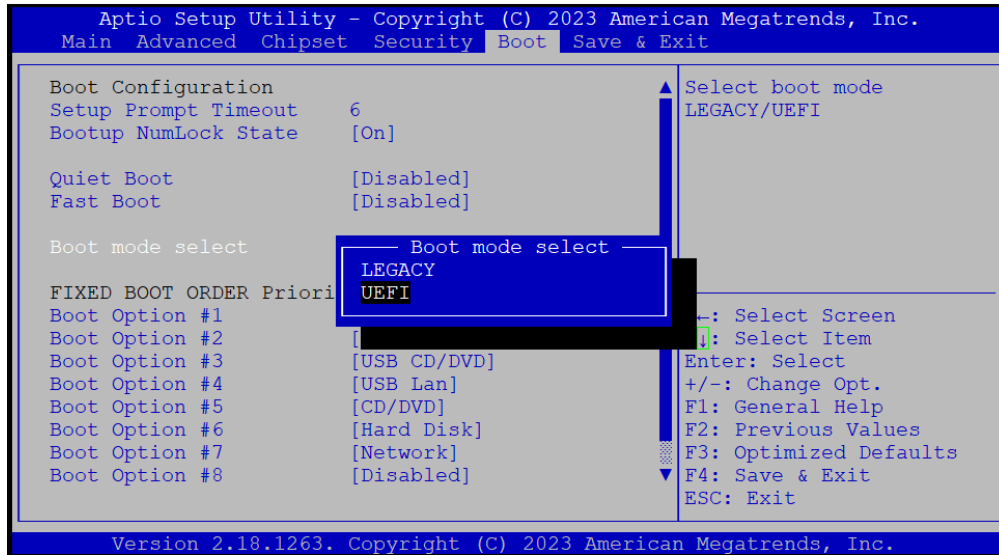 Aptio Setup Utility – Copyright (C) 2023 American Megatrends, Inc.
Main Advanced Chipset Security Boot Save & Exit
Boot Configuration
Setup Prompt Timeout 6
Bootup NumLock State [On]
Quiet Boot [Disabled]
Fast Boot [Disabled]
Boot mode select
FIXED BOOT ORDER Priori
Boot Option #1
Boot Option #2 [
Boot Option #3 [USB CD/DVD]
Boot Option #4 [USB Lan]
Boot Option #5 [CD/DVD]
Boot Option #6 [Hard Disk]
Boot Option #7 [Network]
Boot Option #8 [Disabled]
Boot mode select
LEGACY
UEFI
Select boot mode
LEGACY/UEFI
←: Select Screen
↓: Select Item
Enter: Select
+/-: Change Opt.
F1: General Help
F2: Previous Values
F3: Optimized Defaults
F4: Save & Exit
ESC: Exit
Version 2.18.1263. Copyright (C) 2023 American Megatrends, Inc.